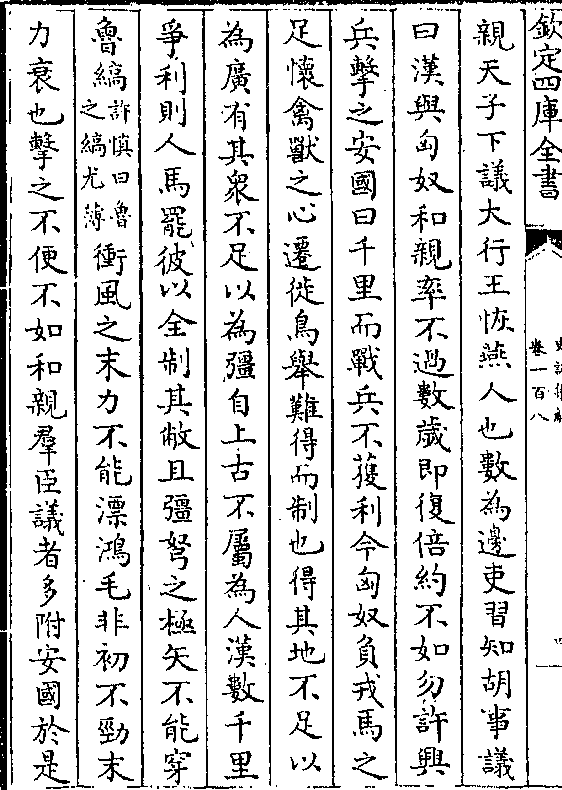 欽定四庫全書
卷一百八
親天子下議大行王恢燕人也數為邊吏習知胡事議
曰漢與匈奴和親率不過數歲即復倍約不如勿許興
兵擊之安國曰千里而戰兵不獲利今匈奴負戎馬之
足懷禽獸之心遷徙鳥舉難得而制也得其地不足以
為廣有其衆不足以為彊自上古不屬為人漢數千里
爭利則人馬罷彼以全制其敝且彊弩之極矢不能穿
魯縞許慎曰魯之縞尤薄衝風之末力不能漂鴻毛非初不勁末
力衰也擊之不便不如和親羣臣議者多附安國於是